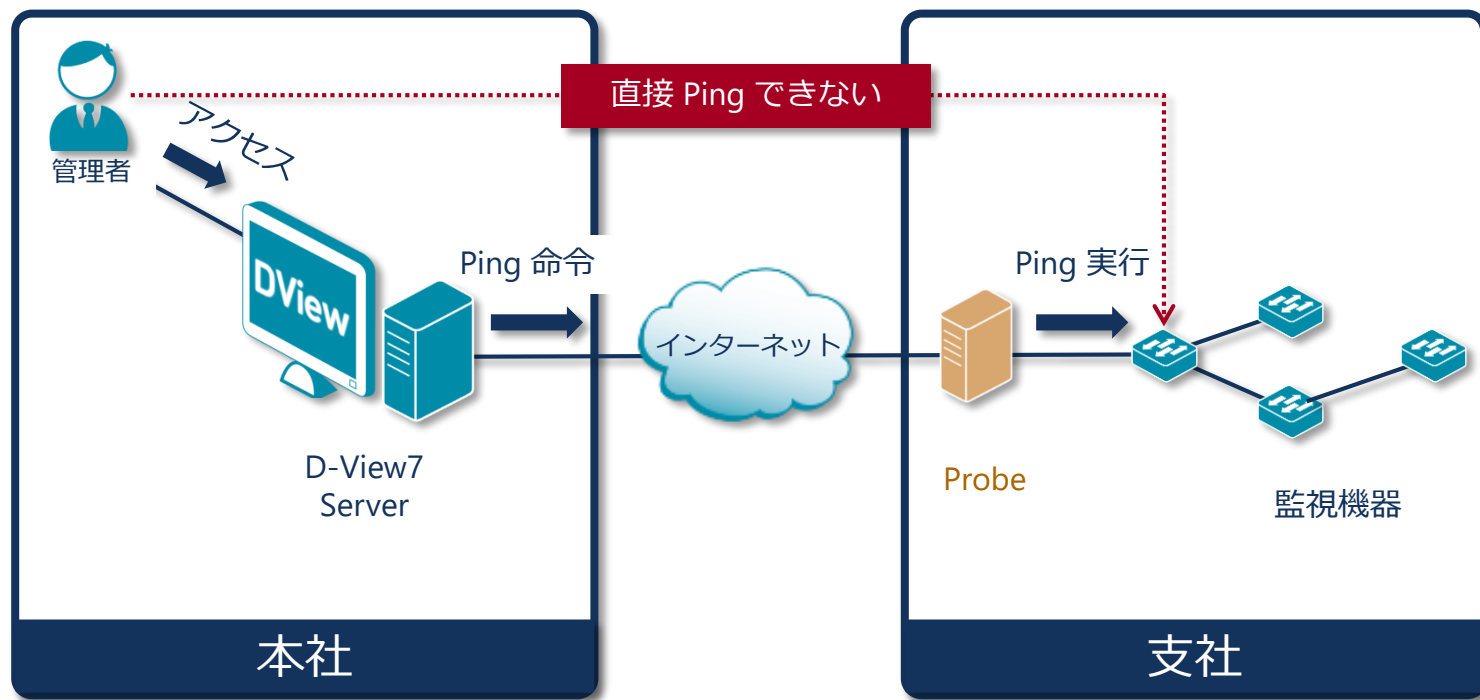 直接 Ping できない
アクセス
管理者
DView
Ping 命令
Ping 実行
インターネット
D-View7
Server
Probe
監視機器
本社
支社